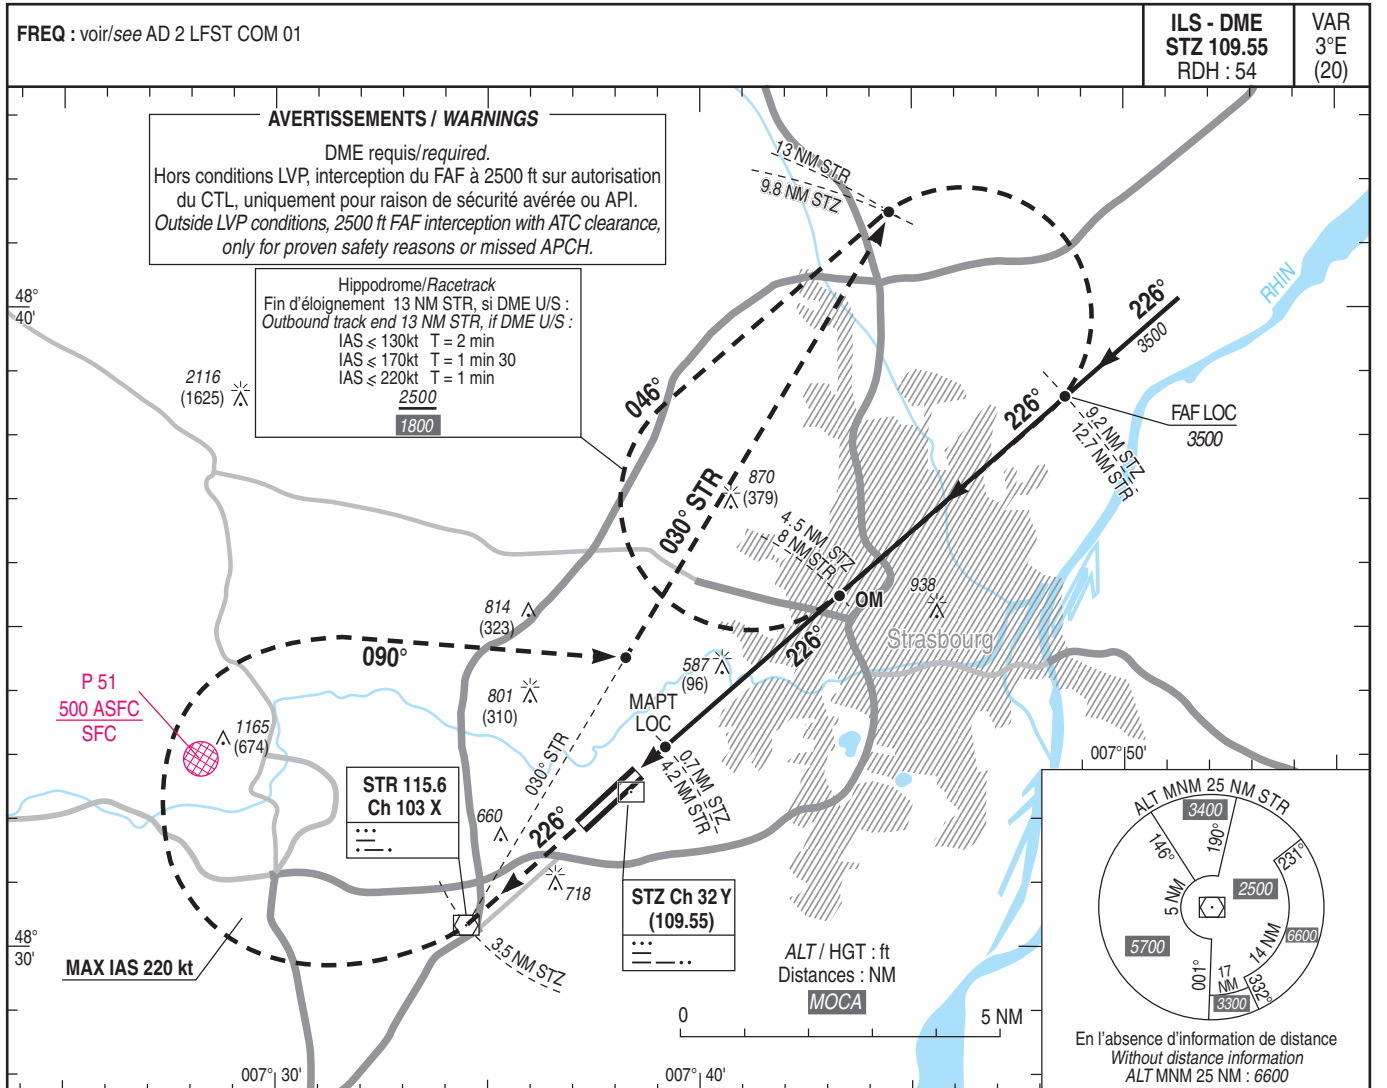 FREQ : voir/see AD 2 LFST COM 01
ILS - DME
STZ 109.55
RDH : 54
VAR
3°E
(20)
AVERTISSEMENTS / WARNINGS
DME requis/required.
Hors conditions LVP, interception du FAF à 2500 ft sur autorisation
du CTL, uniquement pour raison de sécurité avérée ou API.
Outside LVP conditions, 2500 ft FAF interception with ATC clearance,
only for proven safety reasons or missed APCH.
Hippodrome/Racetrack
Fin d'éloignement 13 NM STR, si DME U/S :
Outbound track end 13 NM STR, if DME U/S :
IAS ⩽ 130kt T = 2 min
IAS ⩽ 170kt T = 1 min 30
IAS ⩽ 220kt T = 1 min
2500
1800
13 NM STR
9.8 NM STZ
RHIN
48°
40'
226°
3500
2116
(1625)
046°
226°
FAF LOC
3500
9.2 NM STZ
12.7 NM STR
870
(379)
030° STR
4.5 NM STZ
8 NM STR
OM
938
Strasbourg
814
(323)
090°
226°
587
(96)
P 51
500 ASFC
SFC
801
(310)
MAPT
LOC
1165
(674)
030° STR
0.7 NM STZ
4.2 NM STR
007° 50'
STR 115.6
Ch 103 X
660
226°
718
STZ Ch 32 Y
(109.55)
3.5 NM STZ
48°
30'
MAX IAS 220 kt
ALT / HGT : ft
Distances : NM
MOCA
0
5 NM
007° 30'
007° 40'
ALT MNM 25 NM STR
3400
146°
190°
231°
5 NM
2500
5700
6600
14 NM
001°
17
NM
332°
3300
En l'absence d'information de distance
Without distance information
ALT MNM 25 NM : 6600